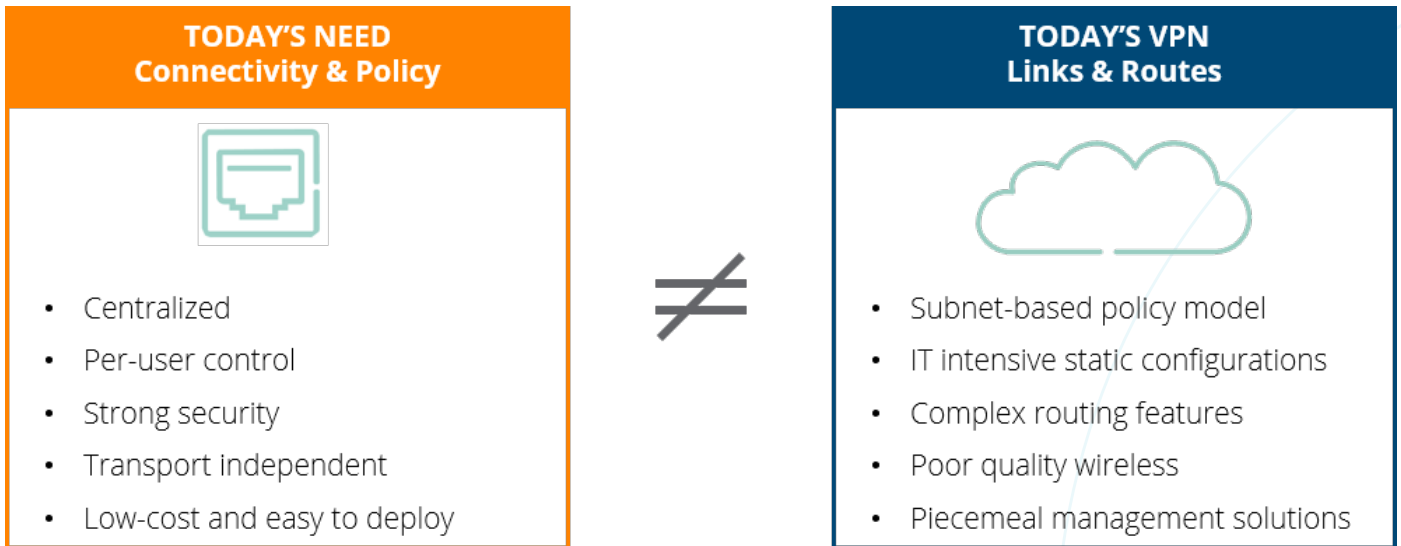 TODAY'S NEED
Connectivity & Policy
• Centralized
• Per-user control
• Strong security
• Transport independent
• Low-cost and easy to deploy
≠
TODAY'S VPN
Links & Routes
• Subnet-based policy model
• IT intensive static configurations
• Complex routing features
• Poor quality wireless
• Piecemeal management solutions